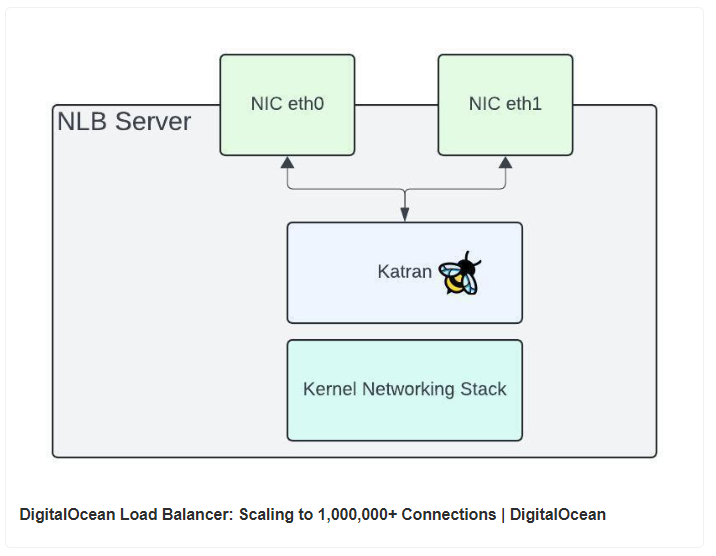 NIC eth0
NIC eth1
NLB Server
Katran
Kernel Networking Stack
DigitalOcean Load Balancer: Scaling to 1,000,000+ Connections | DigitalOcean